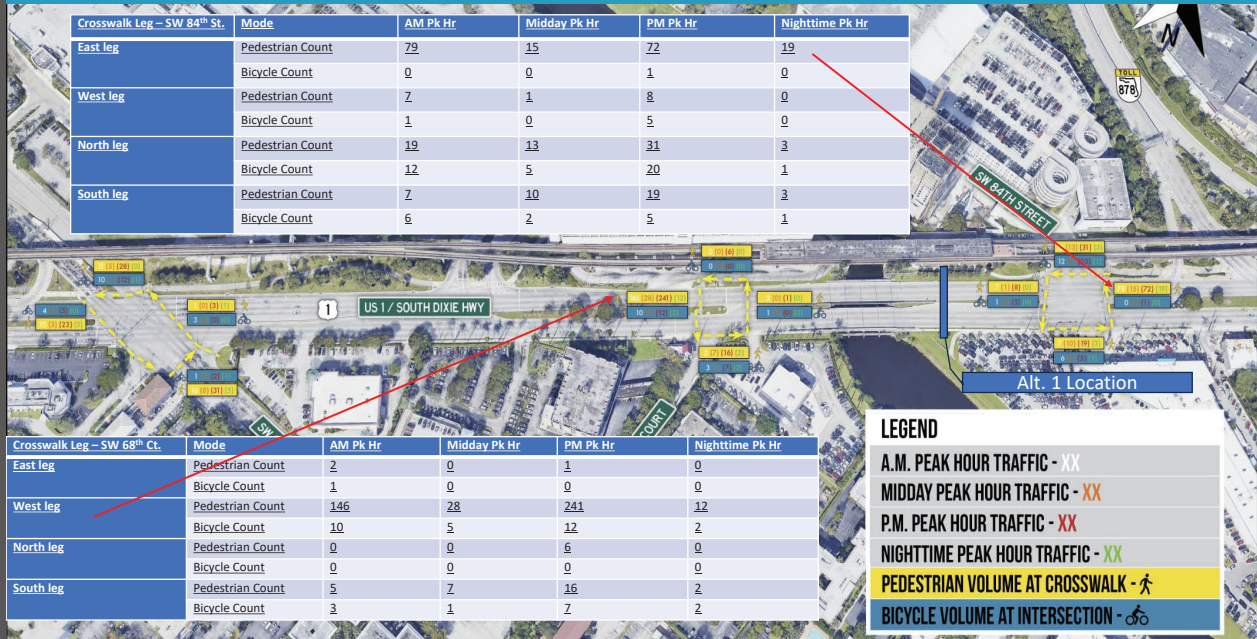 Crosswalk Leg – SW 84th St. Mode AM Pk Hr Midday Pk Hr PM Pk Hr Nighttime Pk Hr
East leg Pedestrian Count 79 15 72 19
Bicycle Count 0 0 1 0
West leg Pedestrian Count 7 1 8 0
Bicycle Count 1 0 5 0
North leg Pedestrian Count 19 13 31 3
Bicycle Count 12 5 20 1
South leg Pedestrian Count 7 10 19 3
Bicycle Count 6 2 5 1
N
TOLL
878
SW 84TH STREET
1
US 1 / SOUTH DIXIE HWY
Alt. 1 Location
SW
COURT
Crosswalk Leg – SW 68th Ct. Mode AM Pk Hr Midday Pk Hr PM Pk Hr Nighttime Pk Hr
East leg Pedestrian Count 2 0 1 0
Bicycle Count 1 0 0 0
West leg Pedestrian Count 146 28 241 12
Bicycle Count 10 5 12 2
North leg Pedestrian Count 0 0 6 0
Bicycle Count 0 0 0 0
South leg Pedestrian Count 5 7 16 2
Bicycle Count 3 1 7 2
LEGEND
A.M. PEAK HOUR TRAFFIC - XX
MIDDAY PEAK HOUR TRAFFIC - XX
P.M. PEAK HOUR TRAFFIC - XX
NIGHTTIME PEAK HOUR TRAFFIC - XX
PEDESTRIAN VOLUME AT CROSSWALK -
BICYCLE VOLUME AT INTERSECTION -